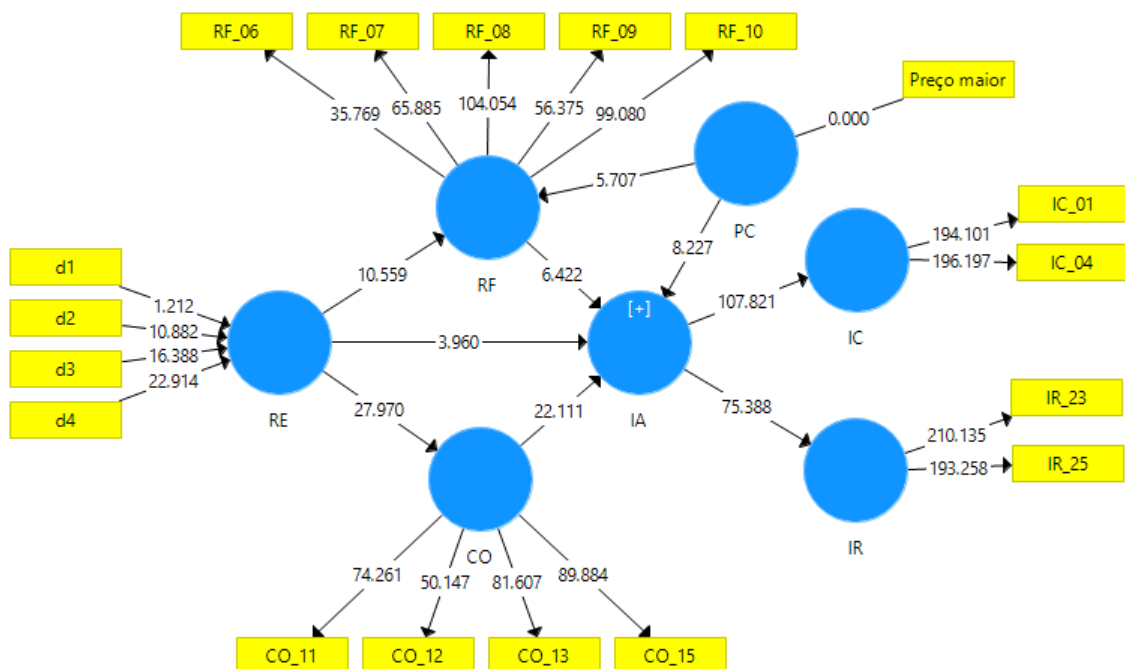 RF_06
RF_07
RF_08
RF_09
RF_10
Preço maior
35.769
65.885
104.054
56.375
99.080
0.000
5.707
PC
8.227
IC_01
194.101
196.197
IC_04
IC
d1
d2
d3
d4
1.212
10.882
16.388
22.914
RE
10.559
RF
6.422
[+]
107.821
3.960
IA
27.970
22.111
75.388
IR_23
210.135
193.258
IR_25
IR
CO
74.261
50.147
81.607
89.884
CO_11
CO_12
CO_13
CO_15